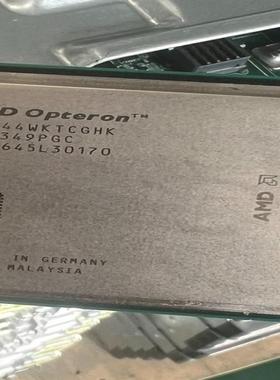 D Opteron™
44WKTCGHK
349PGC
645L30170
AMD
IN GERMANY
MALAYSIA